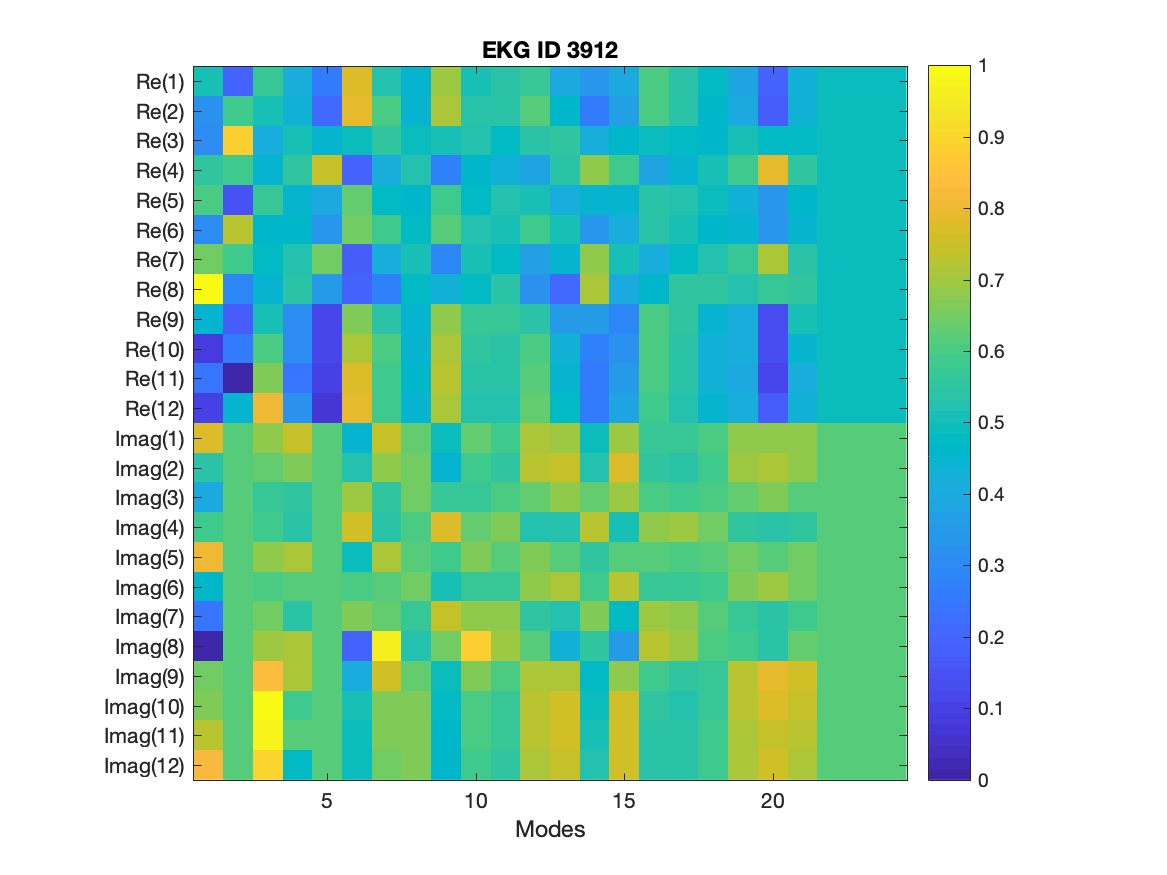 EKG ID 3912
Re(1)
Re(2)
Re(3)
Re(4)
Re(5)
Re(6)
Re(7)
Re(8)
Re(9)
Re(10)
Re(11)
Re(12)
Imag(1)
Imag(2)
Imag(3)
Imag(4)
Imag(5)
Imag(6)
Imag(7)
Imag(8)
Imag(9)
Imag(10)
Imag(11)
Imag(12)
5 10 15 20
Modes
1
0.9
0.8
0.7
0.6
0.5
0.4
0.3
0.2
0.1
0